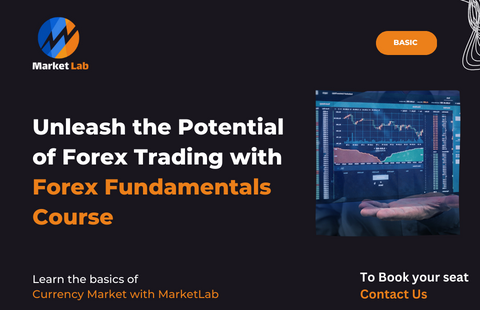 Market Lab
BASIC
Unleash the Potential
of Forex Trading with
Forex Fundamentals
Course
Learn the basics of
Currency Market with MarketLab
To Book your seat
Contact Us